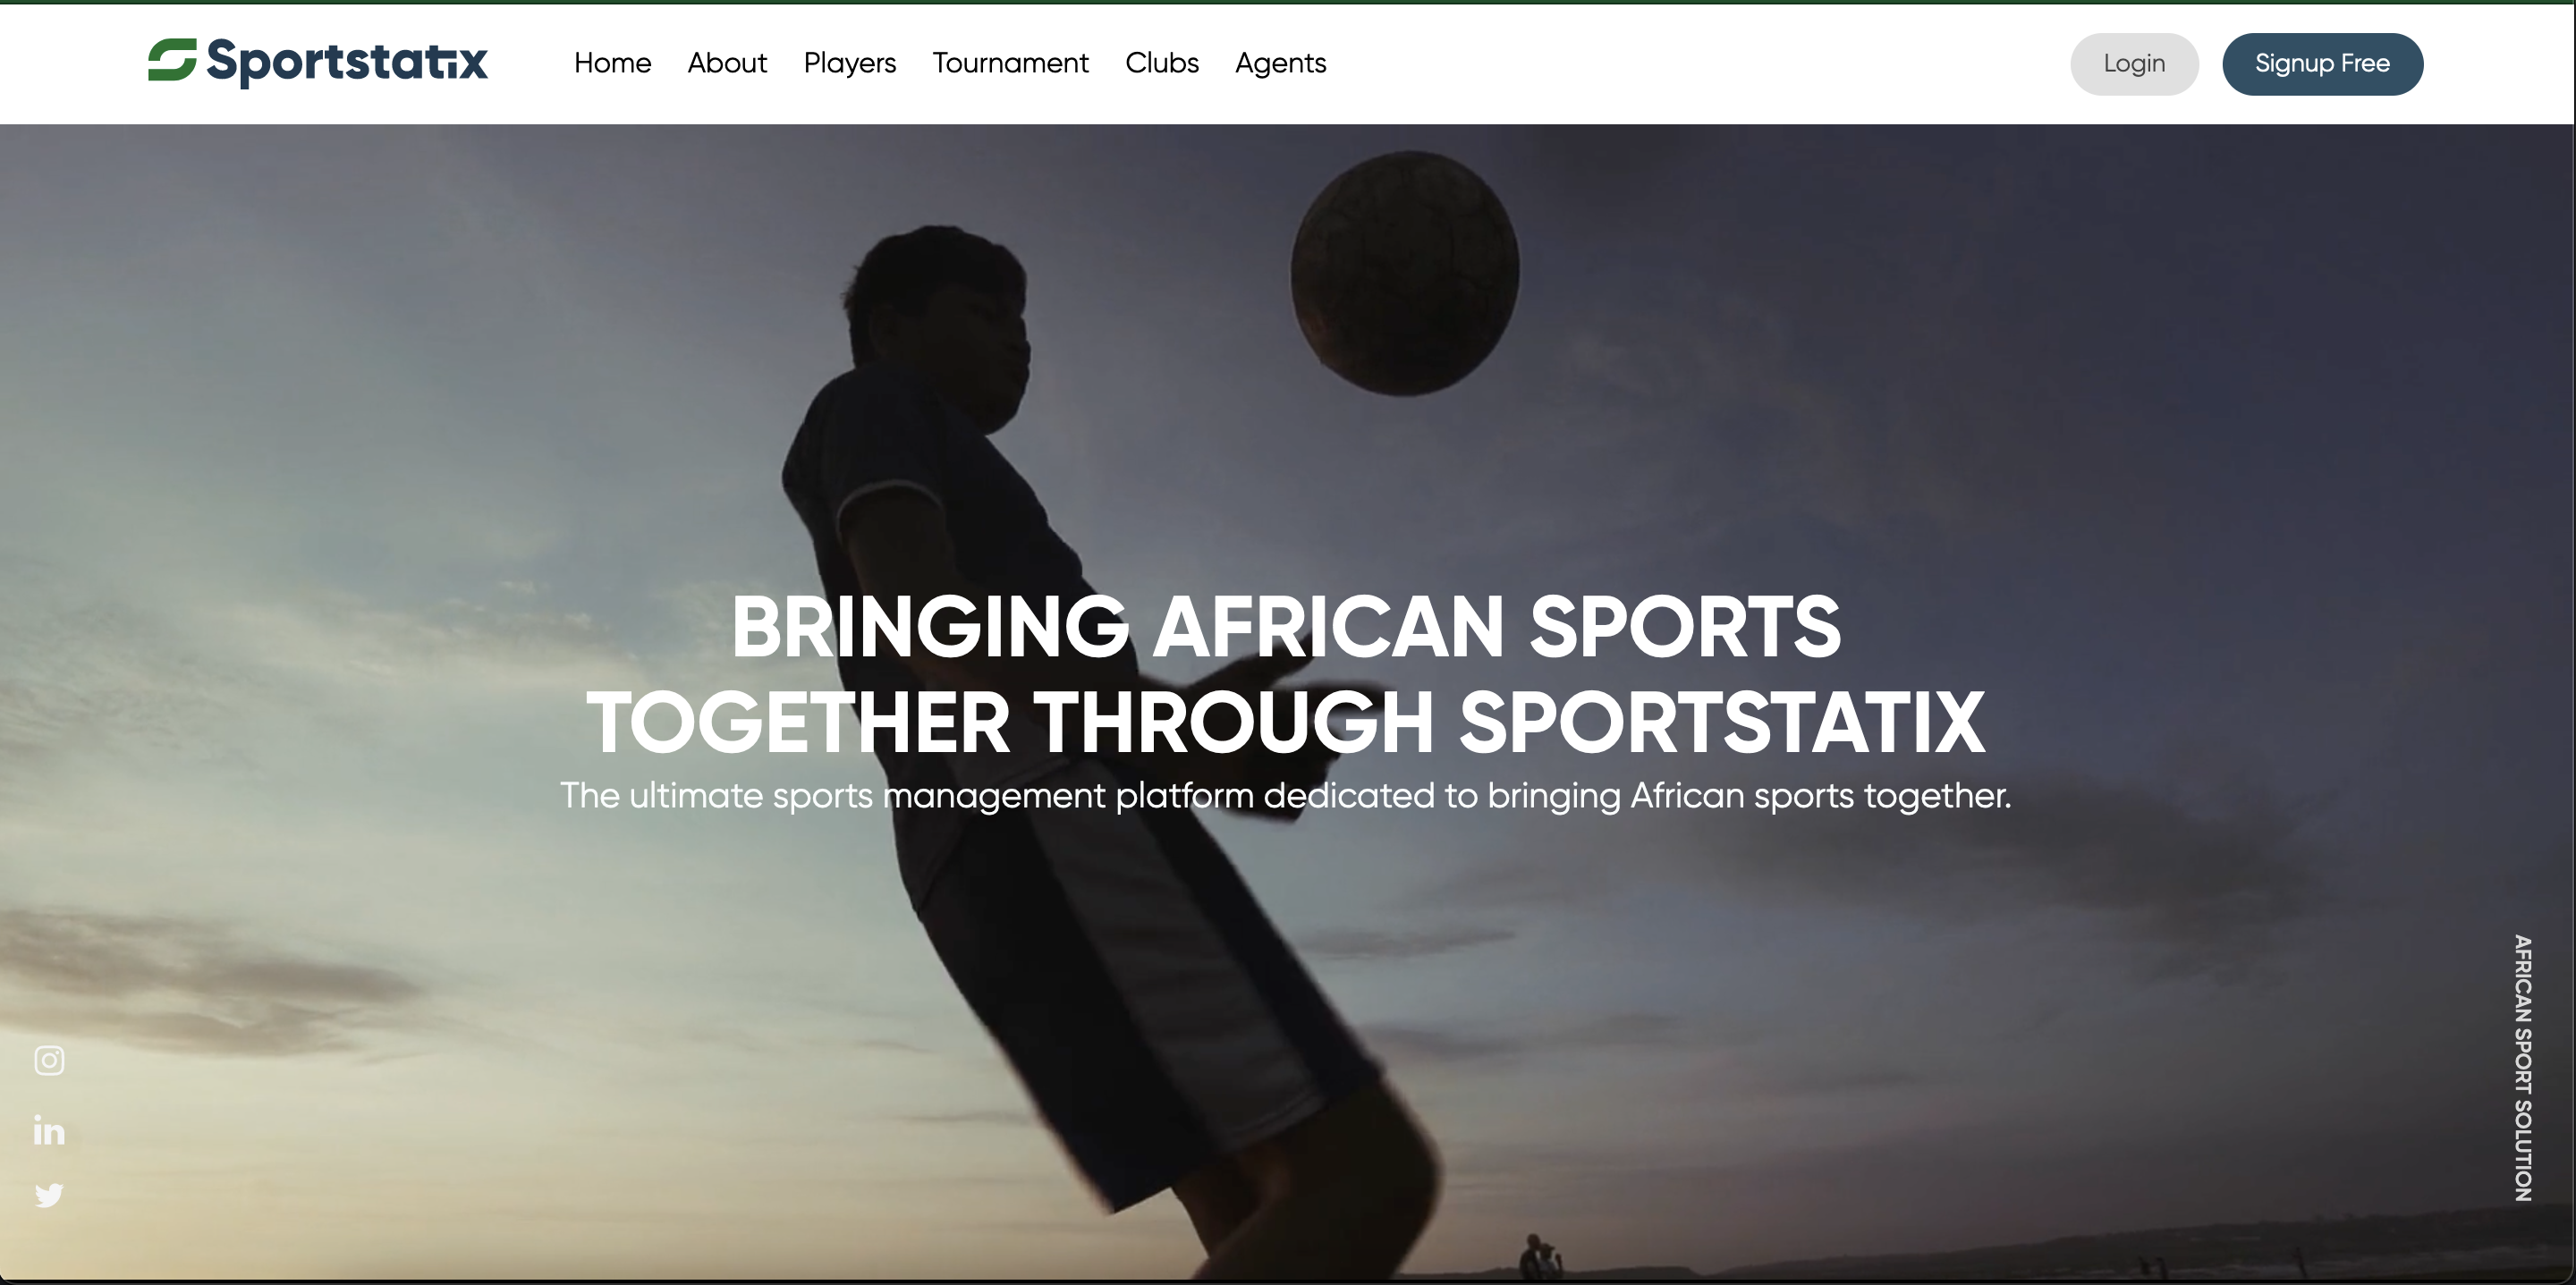 Sportstatix
Home About Players Tournament Clubs Agents
Login Signup Free
BRINGING AFRICAN SPORTS
TOGETHER THROUGH SPORTSTATIX
The ultimate sports management platform dedicated to bringing African sports together.
in
AFRICAN SPORT SOLUTION